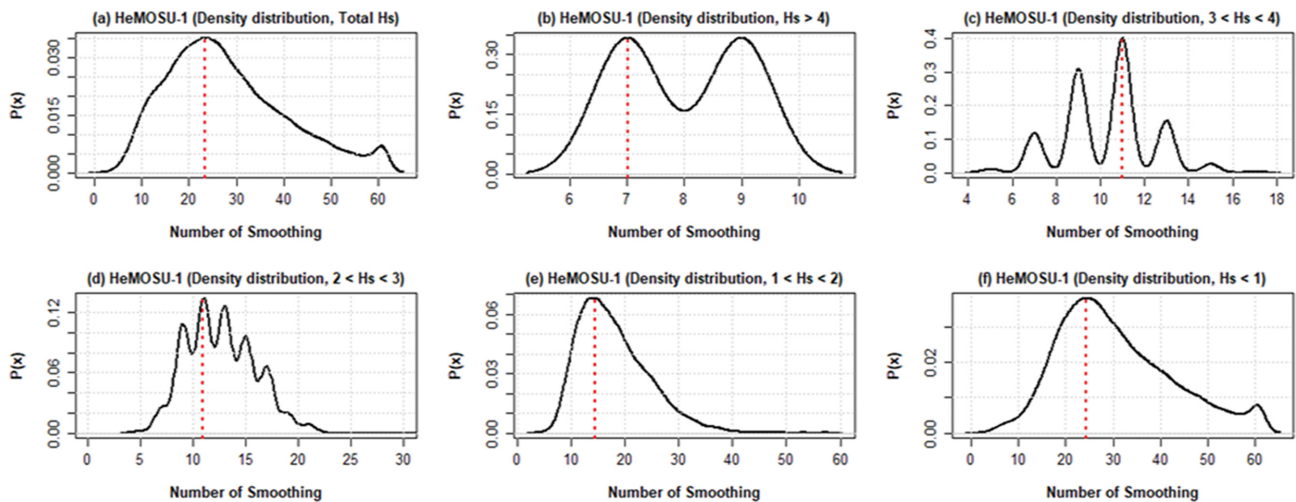 (a) HeMOSU-1 (Density distribution, Total Hs)
P(x)
0.030
0.015
0.000
0 10 20 30 40 50 60
Number of Smoothing
(b) HeMOSU-1 (Density distribution, Hs > 4)
P(x)
0.30
0.15
0.00
6 7 8 9 10
Number of Smoothing
(c) HeMOSU-1 (Density distribution, 3 < Hs < 4)
P(x)
0.4
0.3
0.2
0.1
0.0
4 6 8 10 12 14 16 18
Number of Smoothing
(d) HeMOSU-1 (Density distribution, 2 < Hs < 3)
P(x)
0.12
0.06
0.00
0 5 10 15 20 25 30
Number of Smoothing
(e) HeMOSU-1 (Density distribution, 1 < Hs < 2)
P(x)
0.06
0.03
0.00
0 10 20 30 40 50 60
Number of Smoothing
(f) HeMOSU-1 (Density distribution, Hs < 1)
P(x)
0.02
0.00
0 10 20 30 40 50 60
Number of Smoothing